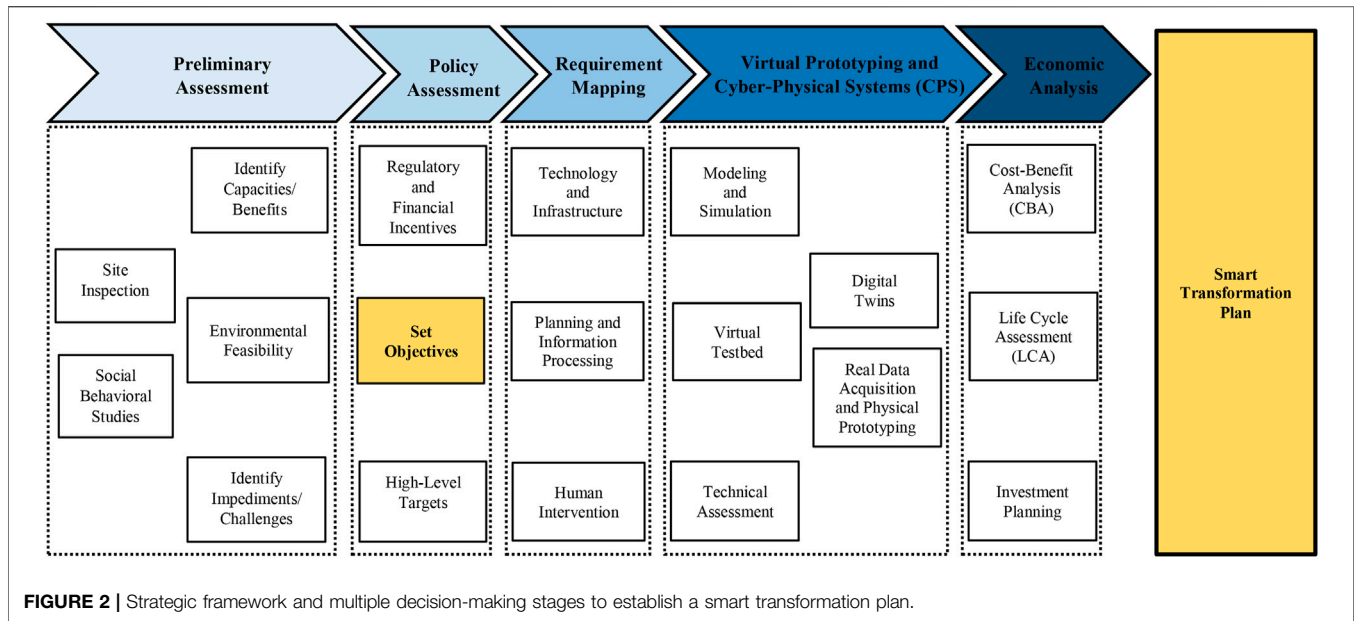 Preliminary
Assessment
Policy
Assessment
Requirement
Mapping
Virtual Prototyping and
Cyber-Physical Systems (CPS)
Economic
Analysis
Identify
Capacities/
Benefits
Site
Inspection
Environmental
Feasibility
Social
Behavioral
Studies
Identify
Impediments/
Challenges
Regulatory
and
Financial
Incentives
Set
Objectives
High-Level
Targets
Technology
and
Infrastructure
Planning and
Information
Processing
Human
Intervention
Modeling
and
Simulation
Digital
Twins
Virtual
Testbed
Real Data
Acquisition
and Physical
Prototyping
Technical
Assessment
Cost-Benefit
Analysis
(CBA)
Life Cycle
Assessment
(LCA)
Investment
Planning
Smart
Transformation
Plan
FIGURE 2 | Strategic framework and multiple decision-making stages to establish a smart transformation plan.